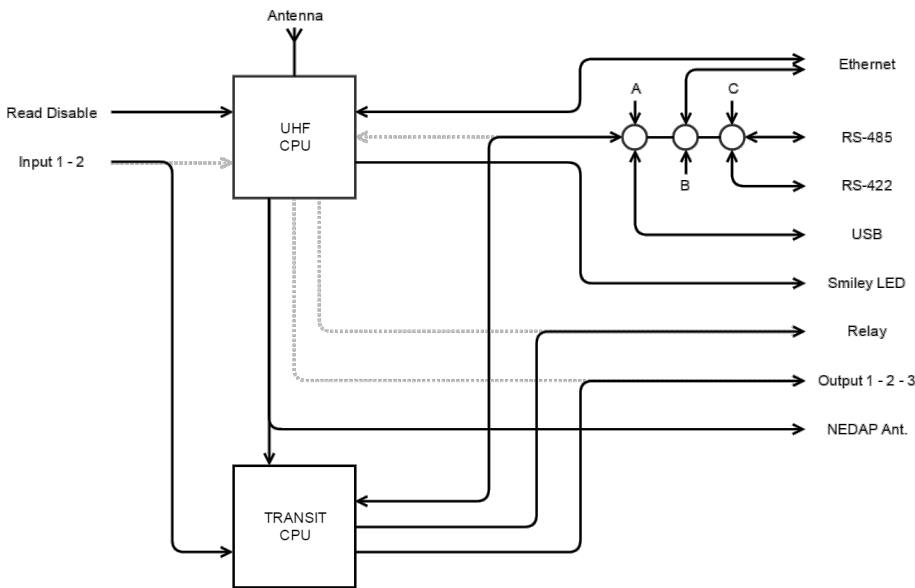 Antenna
Ethernet
A
C
Read Disable
UHF
CPU
RS-485
Input 1 - 2
B
RS-422
USB
Smiley LED
Relay
Output 1 - 2 - 3
NEDAP Ant.
TRANSIT
CPU